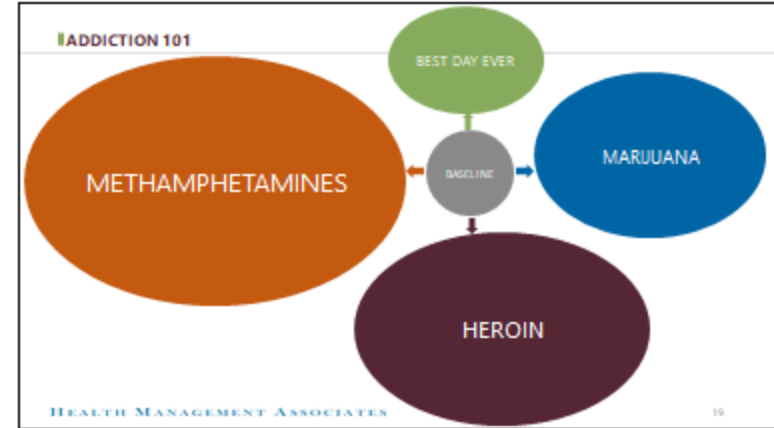 ADDICTION 101
BEST DAY EVER
METHAMPHETAMINES
BASELINE
MARIJUANA
HEROIN
HEALTH MANAGEMENT ASSOCIATES
19